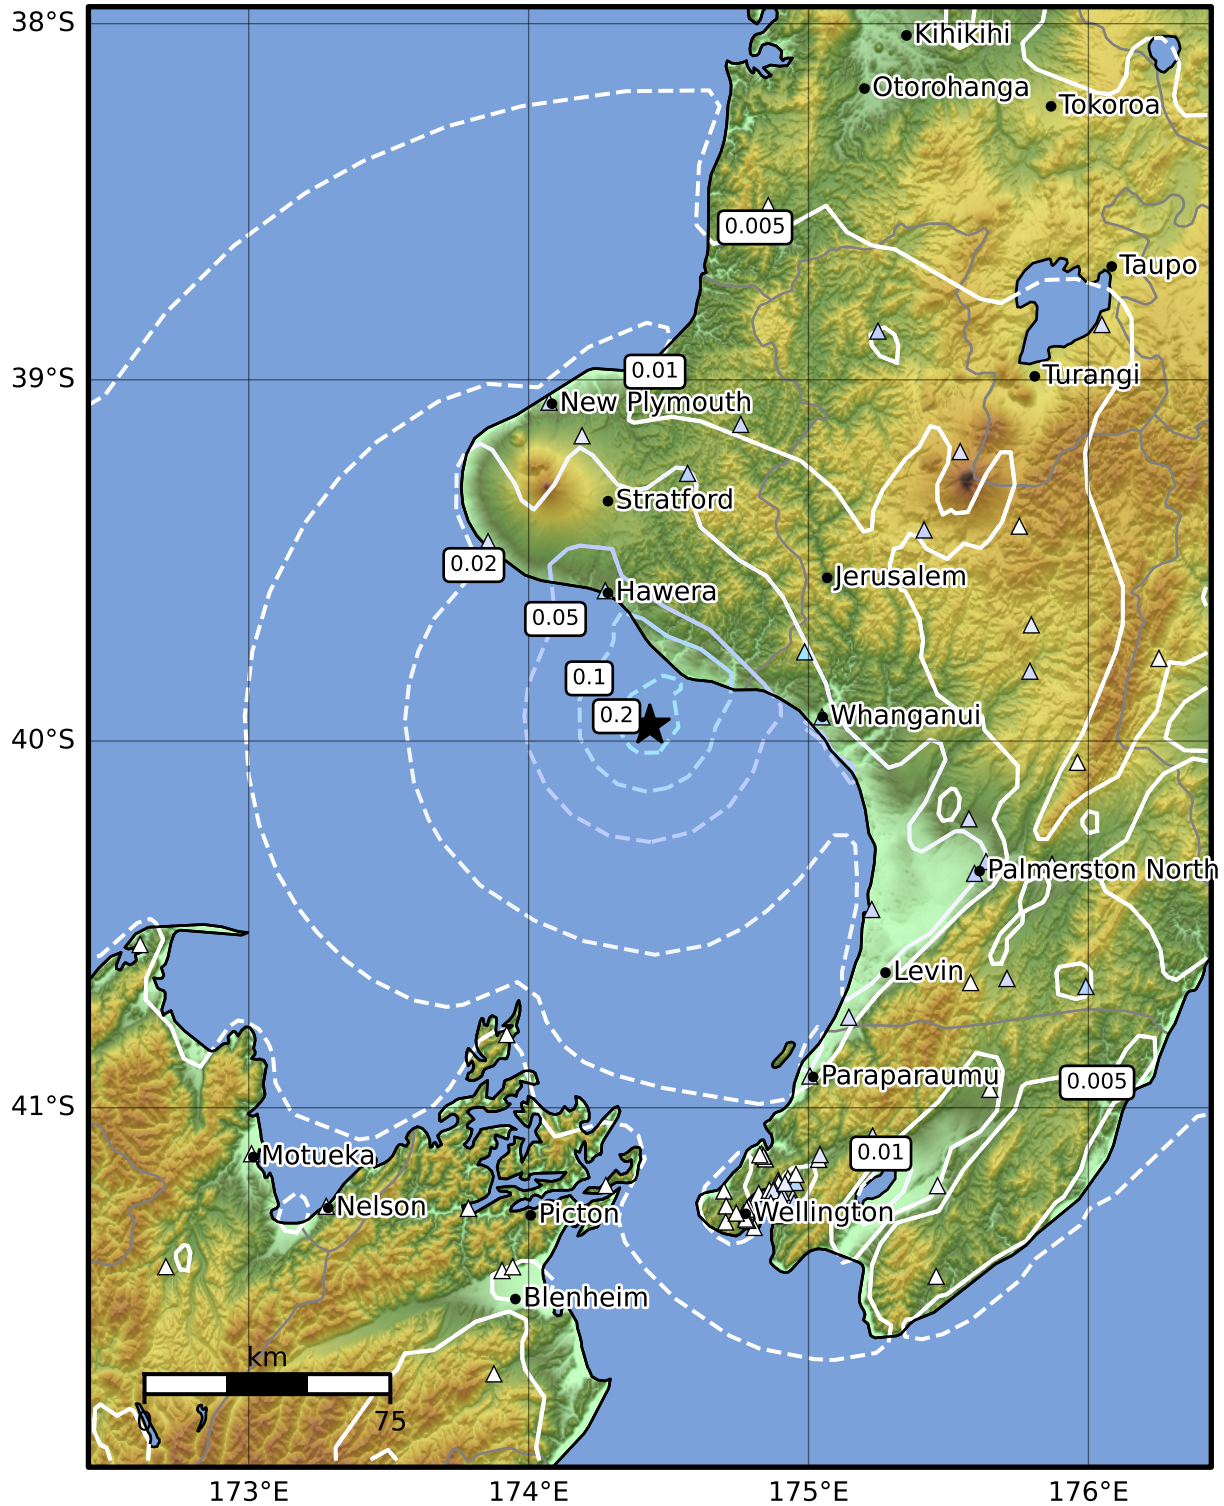 38°S
Kihikihi
Otorohanga
Tokoroa
0.005
Taupo
0.01
39°S
Turangi
New Plymouth
Stratford
0.02
Jerusalem
Hawera
0.05
0.1
0.2
Whanganui
40°S
Palmerston North
Levin
Paraparaumu
0.005
41°S
0.01
Motueka
Nelson
Picton
Wellington
Blenheim
km
0
75
173°E
174°E
175°E
176°E